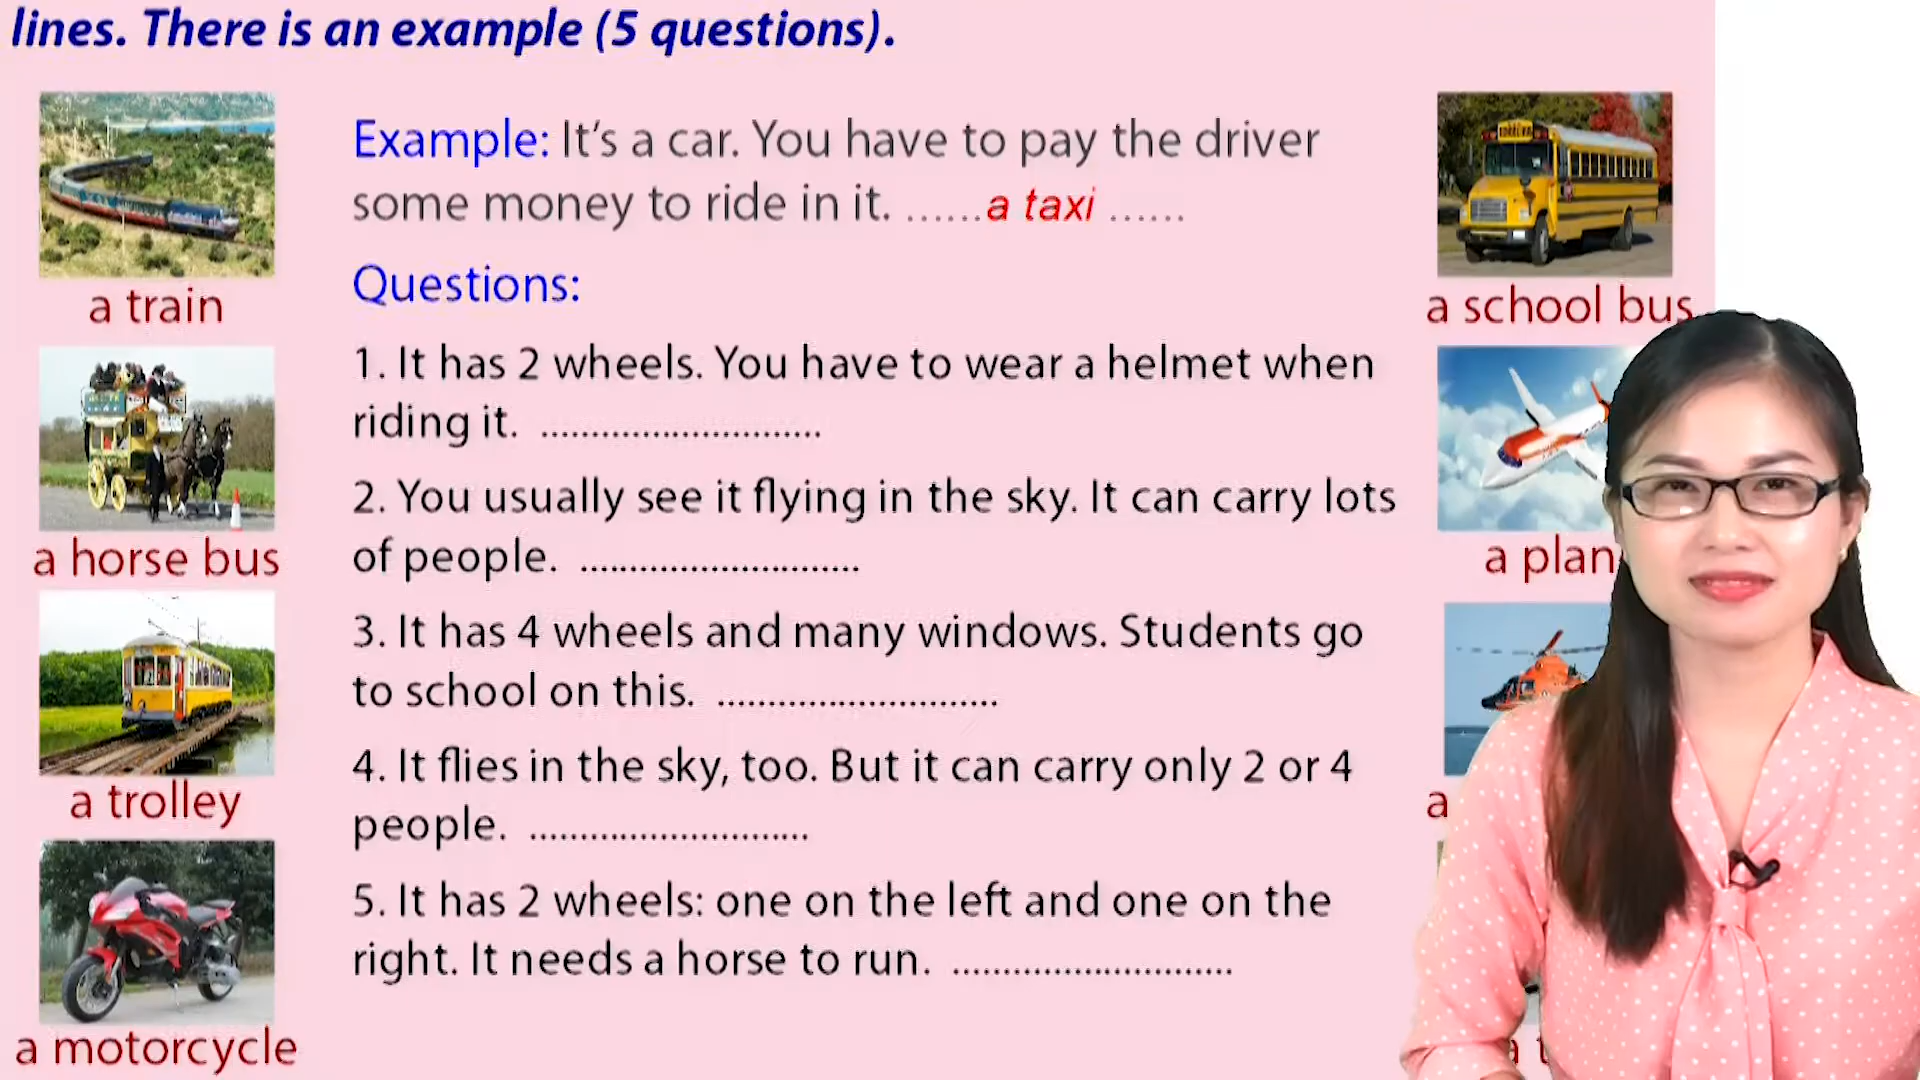 lines. There is an example (5 questions).
Example: It's a car. You have to pay the driver
some money to ride in it. ......a taxi ......
Questions:
1. It has 2 wheels. You have to wear a helmet when
riding it. ............................
2. You usually see it flying in the sky. It can carry lots
of people. ............................
3. It has 4 wheels and many windows. Students go
to school on this. ............................
4. It flies in the sky, too. But it can carry only 2 or 4
people. ............................
5. It has 2 wheels: one on the left and one on the
right. It needs a horse to run. ............................
a train
a horse bus
a trolley
a motorcycle
a school bus
a plan
a
a